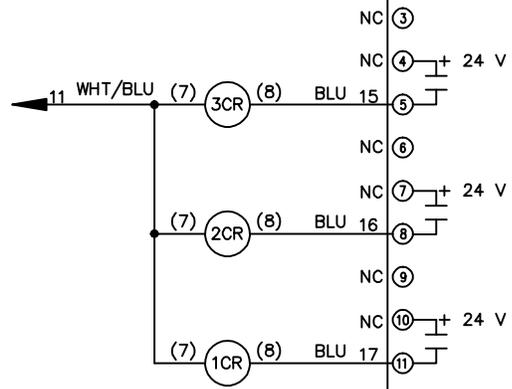 NC 3
NC 4 + 24 V
11 WHT/BLU (7) 3CR (8) BLU 15 5
NC 6
NC 7 + 24 V
(7) 2CR (8) BLU 16 8
NC 9
NC 10 + 24 V
(7) 1CR (8) BLU 17 11